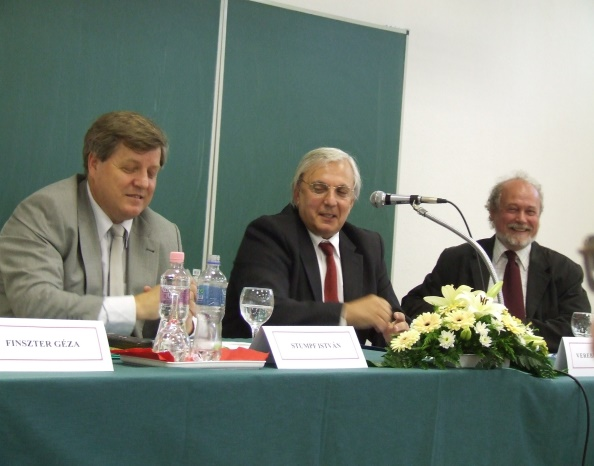 FINSZTER GÉZA
STUMPF ISTVÁN